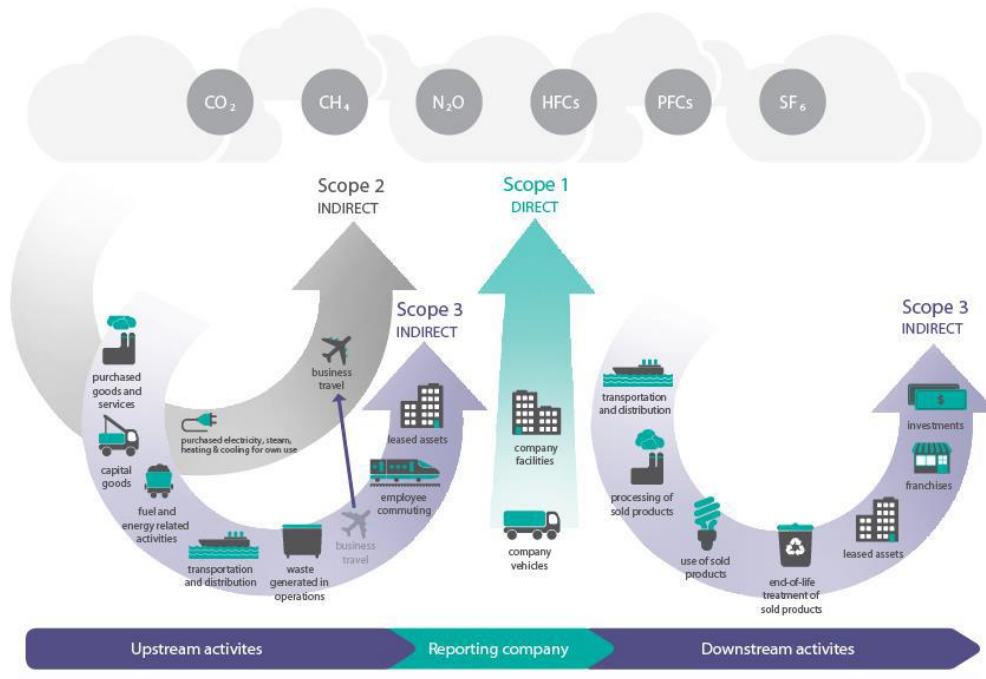 CO₂
CH₄
N₂O
HFCs
PFCs
SF₆
Scope 2
INDIRECT
Scope 1
DIRECT
Scope 3
INDIRECT
Scope 3
INDIRECT
purchased
goods and
services
capital
goods
fuel and
energy related
activities
transportation
and distribution
waste
generated in
operations
business
travel
employee
commuting
leased assets
purchased electricity, steam,
heating & cooling for own use
business
travel
company
facilities
company
vehicles
transportation
and distribution
processing of
sold products
use of sold
products
end-of-life
treatment of
sold products
leased assets
franchises
investments
$
Upstream activites
Reporting company
Downstream activites